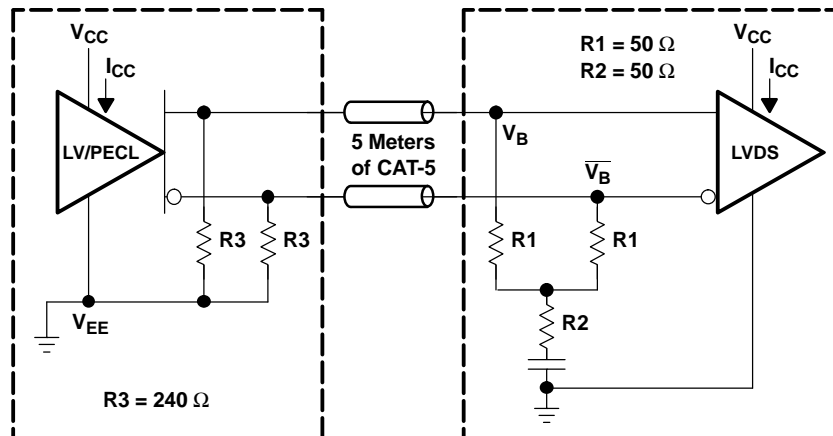 VCC
ICC
LV/PECL
R3
R3
VEE
R3 = 240 Ω
5 Meters
of CAT-5
R1 = 50 Ω
R2 = 50 Ω
VCC
ICC
VB
VB
LVDS
R1
R1
R2